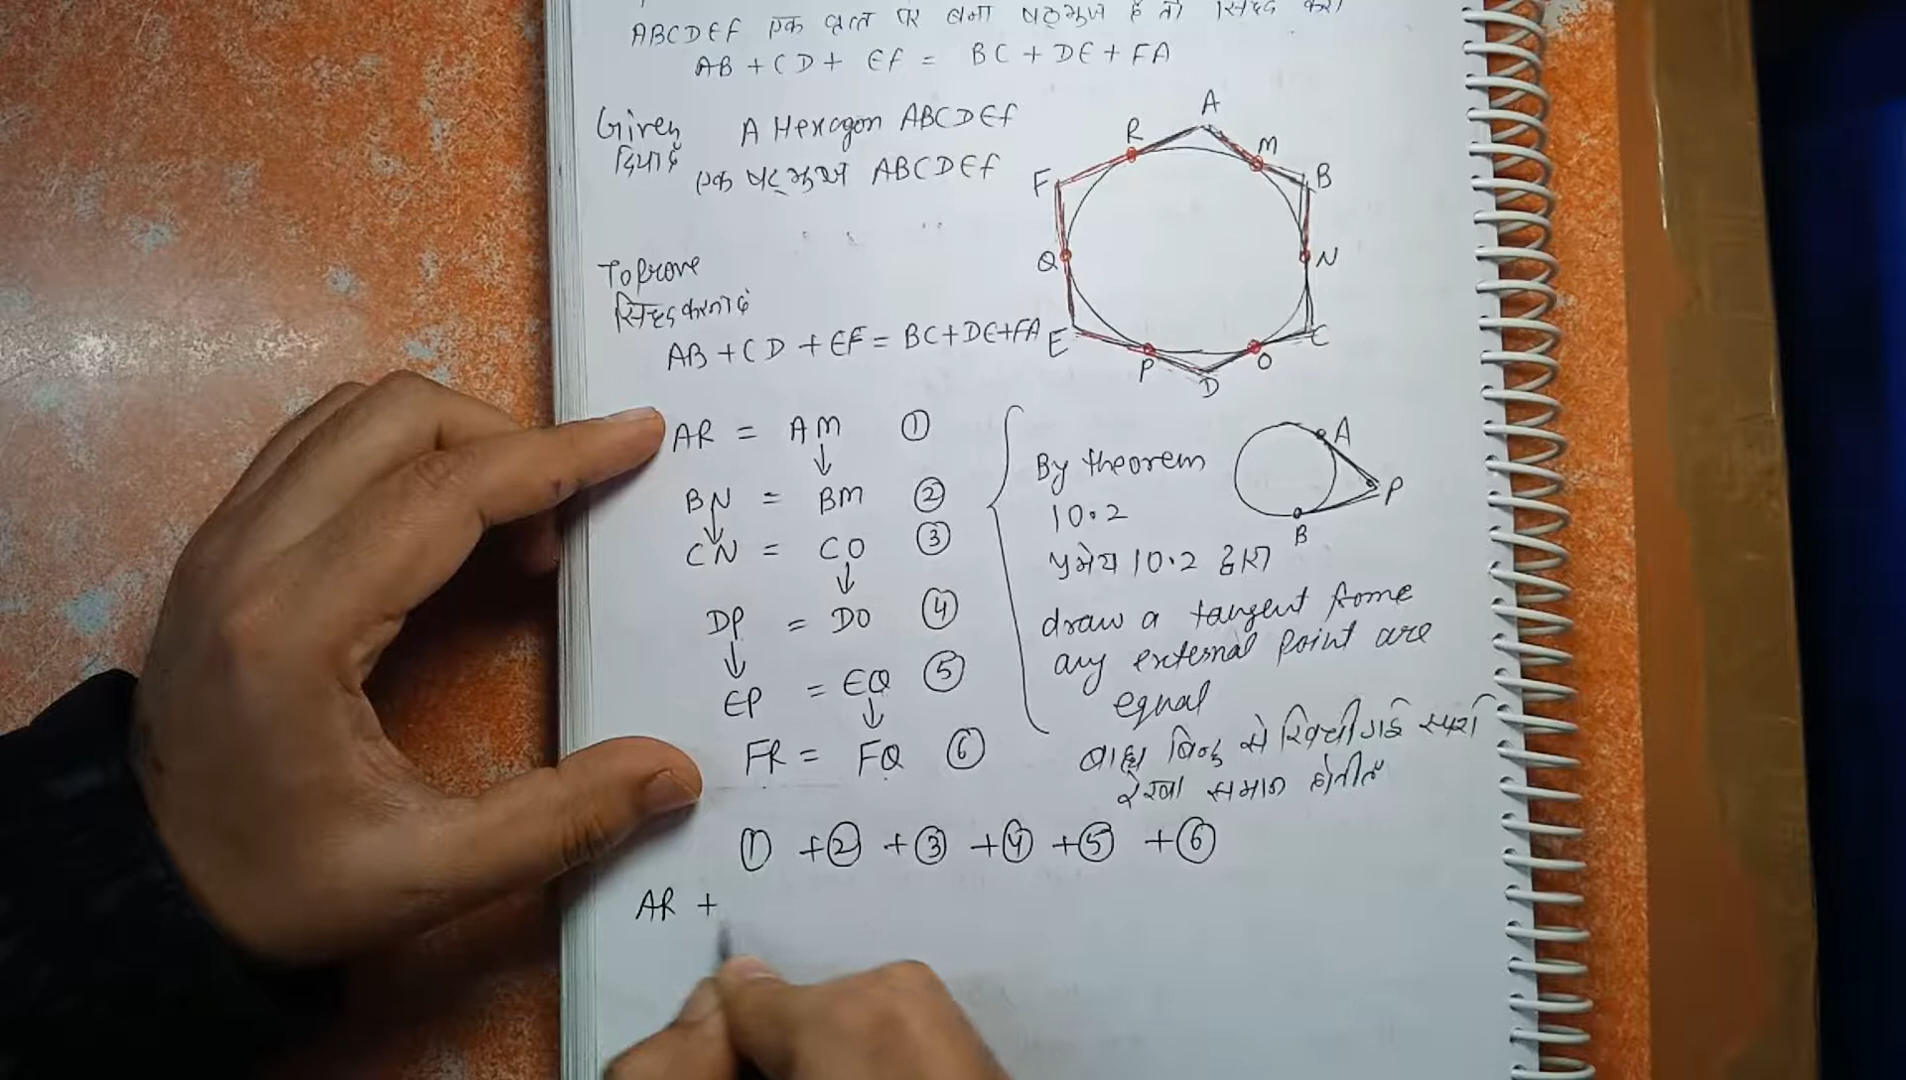 ABCDEF एक वृत्त पर बना षट्भुज है तो सिद्ध करो
AB + CD + EF = BC + DE + FA
Given A Hexagon ABCDEF
दिया है एक षट्भुज ABCDEF
To Prove
सिद्ध करना है
AB + CD + EF = BC + DE + FA
A
R
M
F
B
Q
N
E
C
P
O
D
AR = AM ①
BN = BM ②
CN = CO ③
DP = DO ④
EP = EQ ⑤
FR = FQ ⑥
By theorem
10.2
प्रमेय 10.2 द्वारा
draw a tangent frome
any external point are
equal
बाह्य बिन्दु से खिची गई स्पर्श
रेखा समान होती है
A
P
B
① + ② + ③ + ④ + ⑤ + ⑥
AR +